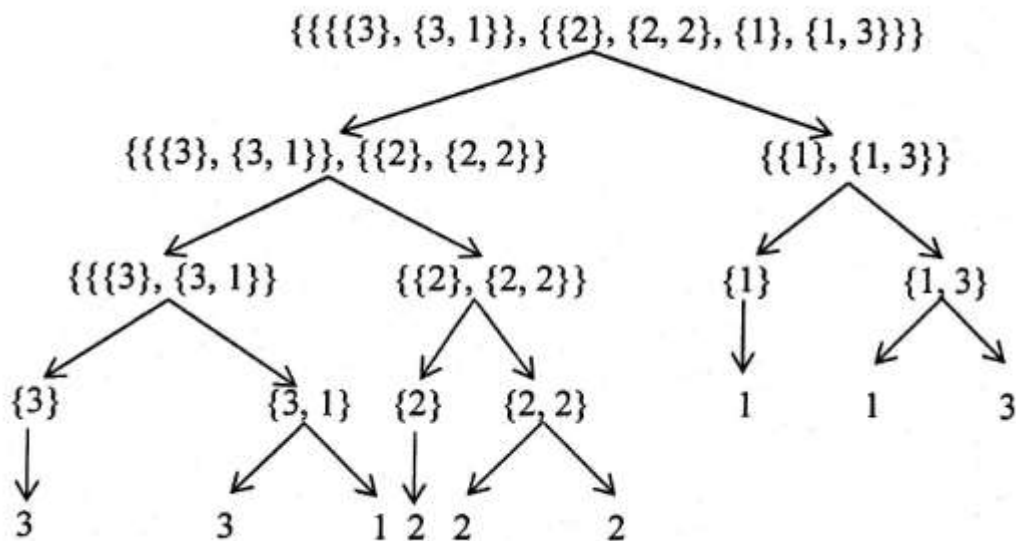 {{{{3}, {3, 1}}, {{2}, {2, 2}, {1}, {1, 3}}}
{{{3}, {3, 1}}, {{2}, {2, 2}} {{1}, {1, 3}}
{{{3}, {3, 1}} {{2}, {2, 2}} {1} {1, 3}
{3} {3, 1} {2} {2, 2} 1 1 3
3 3 1 2 2 2